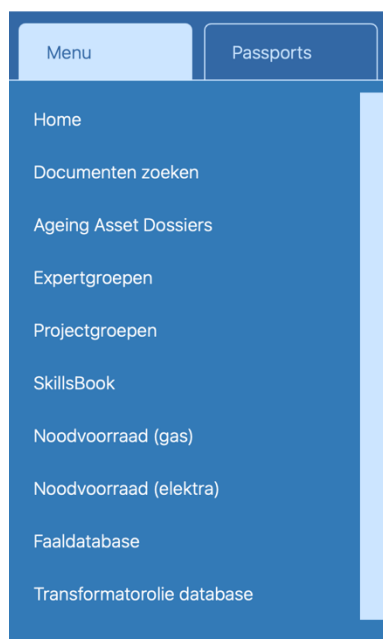 Menu
Passports
Home
Documenten zoeken
Ageing Asset Dossiers
Expertgroepen
Projectgroepen
SkillsBook
Noodvoorraad (gas)
Noodvoorraad (elektra)
Faaldatabase
Transformatorolie database